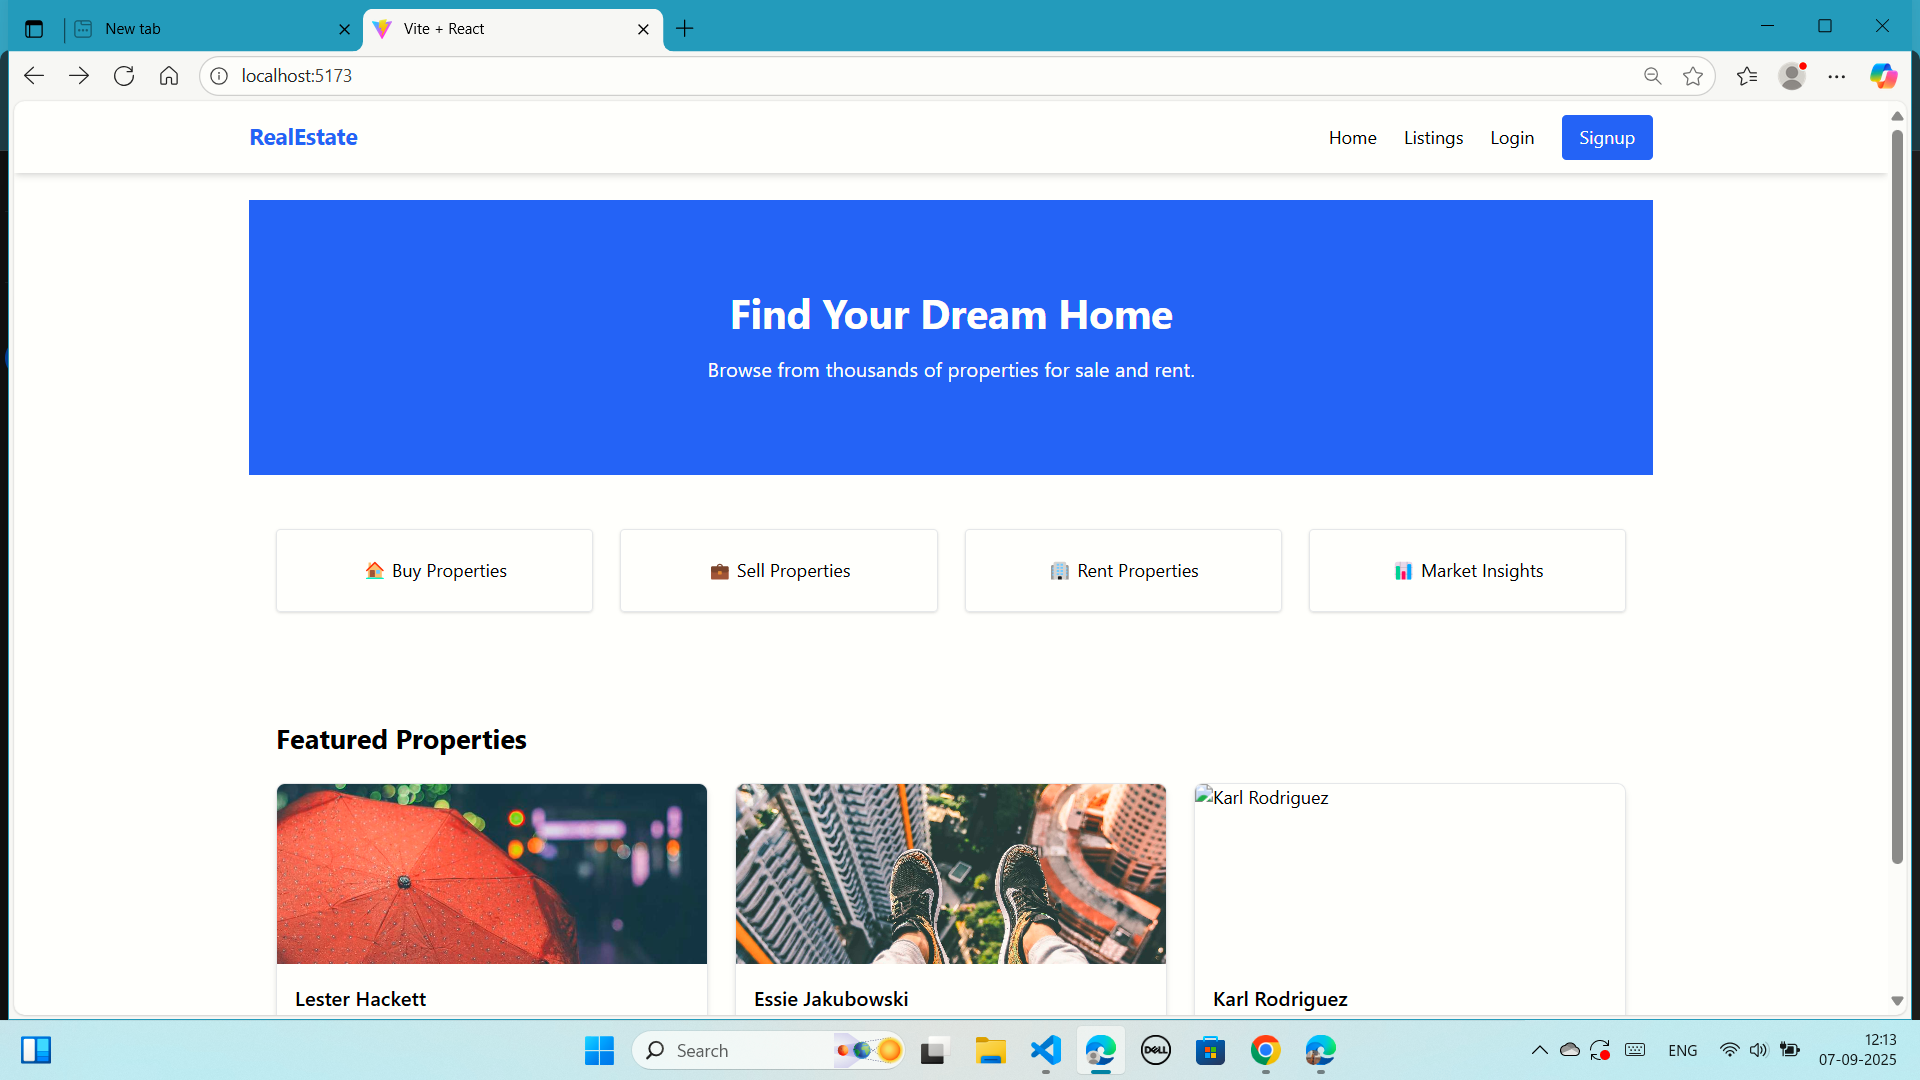 New tab
Vite + React
localhost:5173
RealEstate
Home
Listings
Login
Signup
Find Your Dream Home
Browse from thousands of properties for sale and rent.
Buy Properties
Sell Properties
Rent Properties
Market Insights
Featured Properties
Karl Rodriguez
Lester Hackett
Essie Jakubowski
Karl Rodriguez
Search
DELL
ENG
12:13
07-09-2025